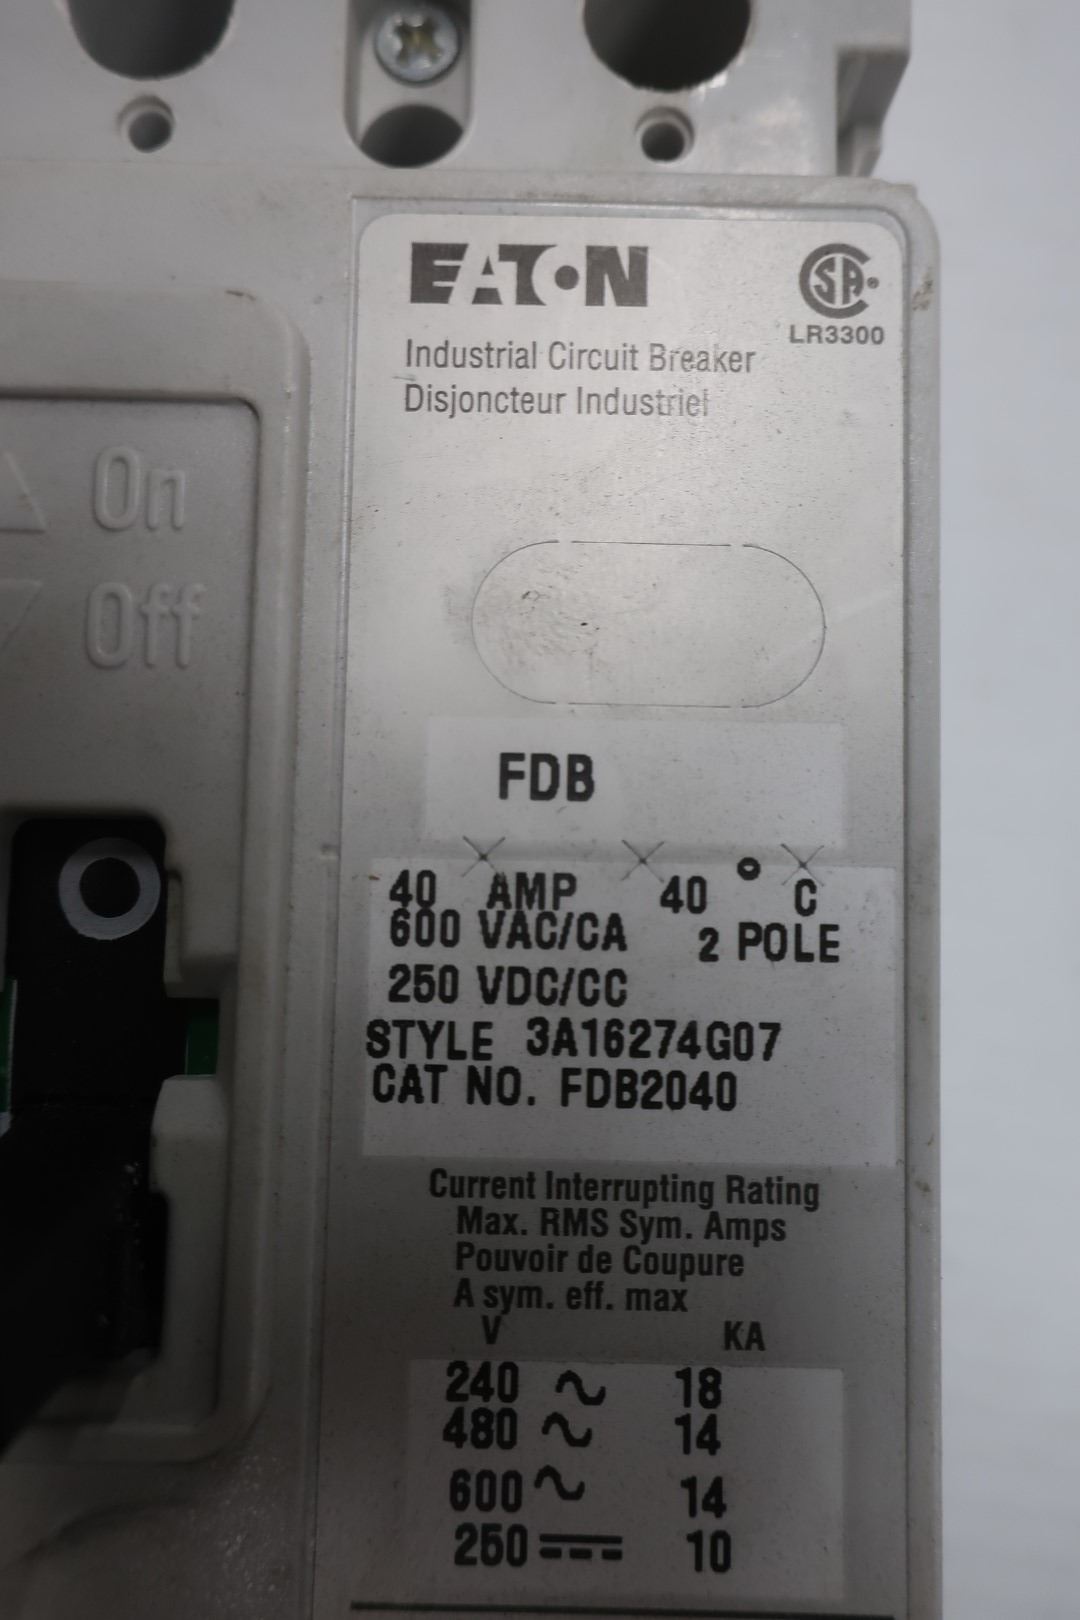 EATON
CSA
LR3300
Industrial Circuit Breaker
Disjoncteur Industriel
On
Off
FDB
40 AMP 40 ° C
600 VAC/CA 2 POLE
250 VDC/CC
STYLE 3A16274G07
CAT NO. FDB2040
Current Interrupting Rating
Max. RMS Sym. Amps
Pouvoir de Coupure
A sym. eff. max
V KA
240 ~ 18
480 ~ 14
600 ~ 14
250 ⎓ 10